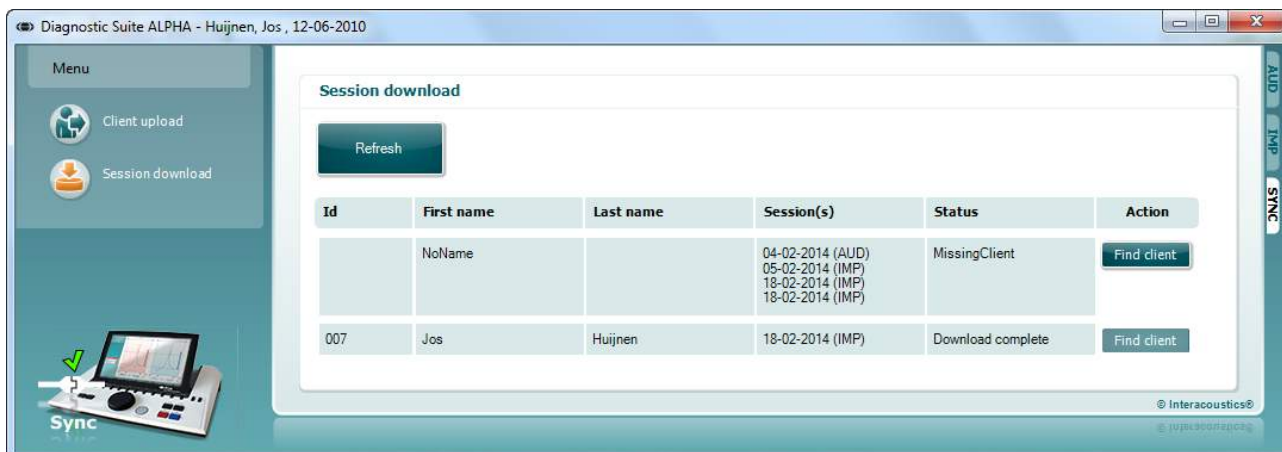 Diagnostic Suite ALPHA - Huijnen, Jos , 12-06-2010
Menu
Client upload
Session download
Sync
Session download
Refresh
Id First name Last name Session(s) Status Action
NoName 04-02-2014 (AUD) MissingClient Find client
05-02-2014 (IMP)
18-02-2014 (IMP)
18-02-2014 (IMP)
007 Jos Huijnen 18-02-2014 (IMP) Download complete Find client
© Interacoustics®
AUD
IMP
SYNC